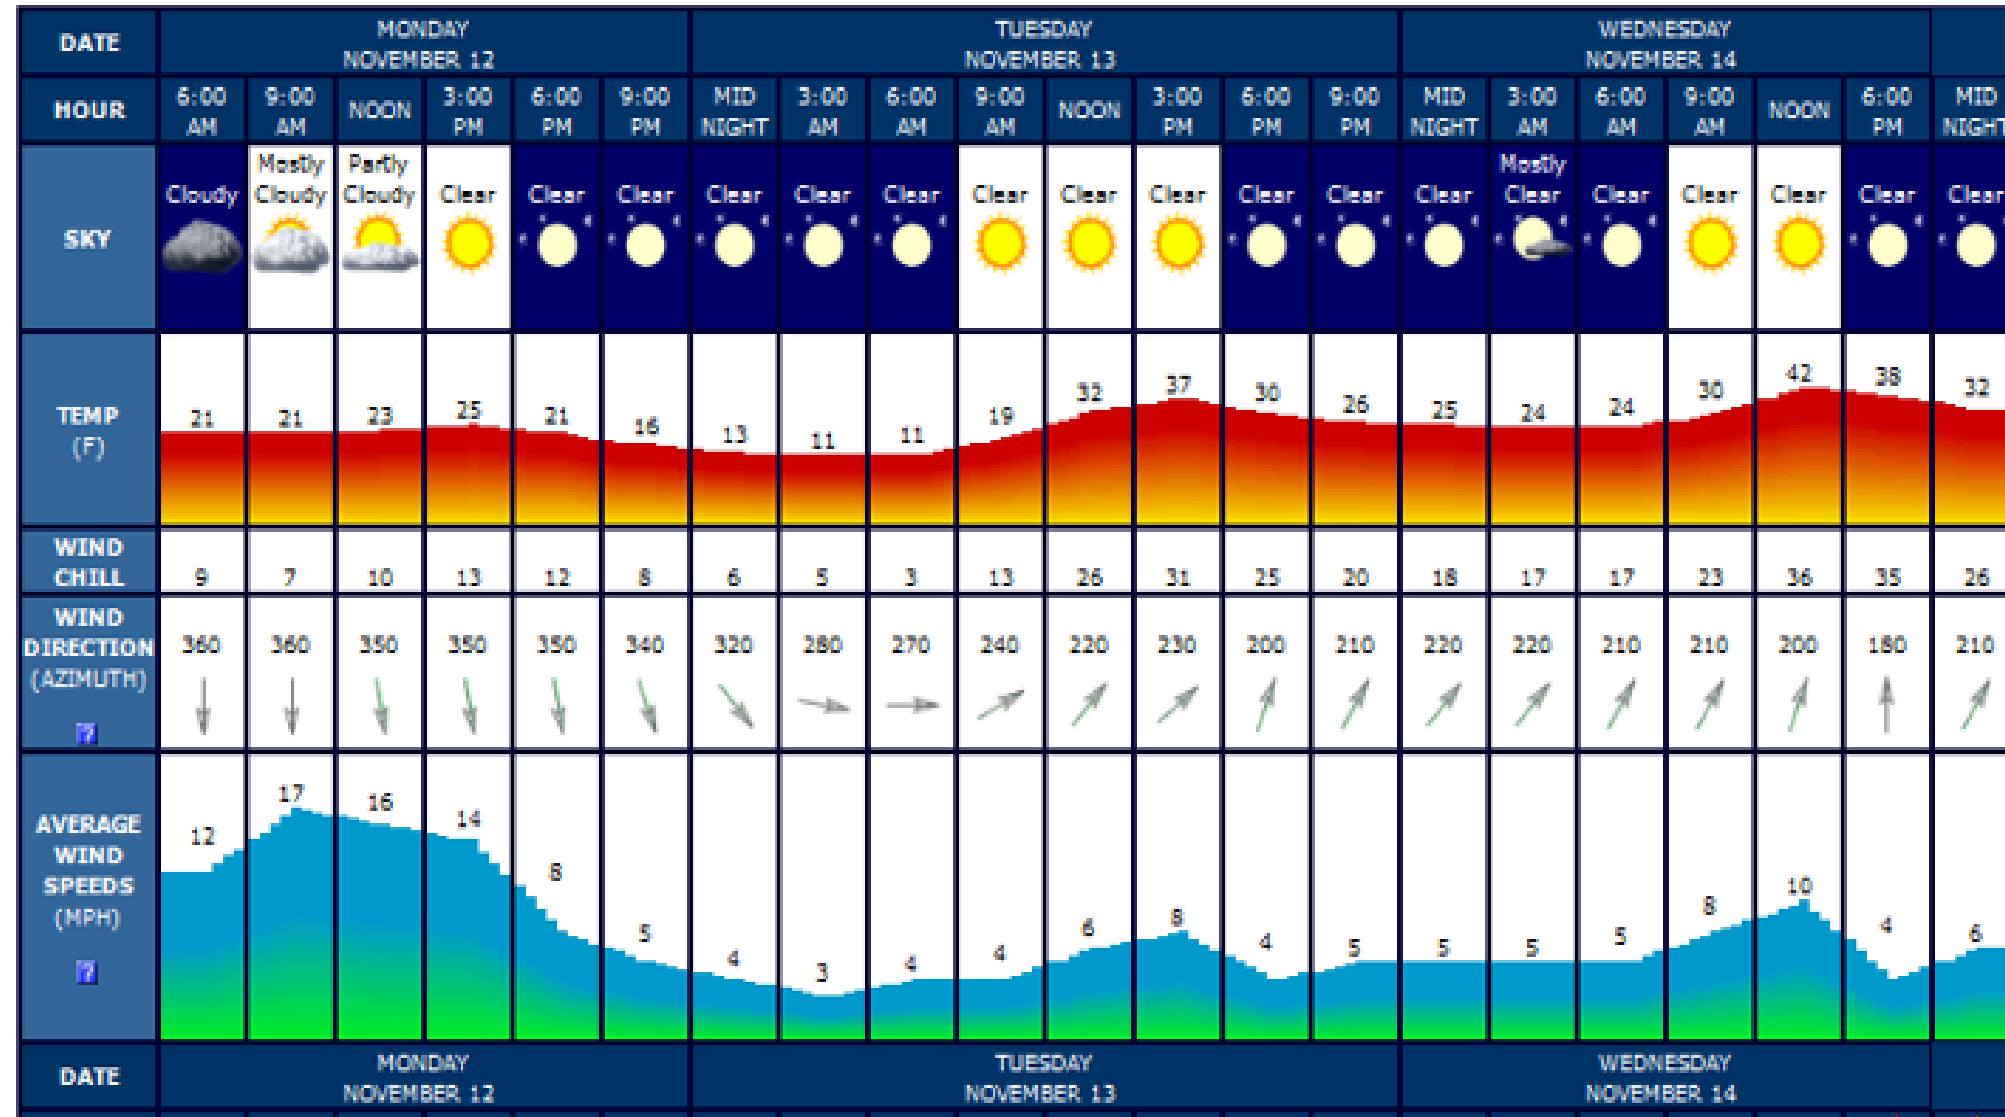 DATE MONDAY TUESDAY WEDNESDAY
NOVEMBER 12 NOVEMBER 13 NOVEMBER 14
HOUR 6:00 AM 9:00 AM NOON 3:00 PM 6:00 PM 9:00 PM MID NIGHT 3:00 AM 6:00 AM 9:00 AM NOON 3:00 PM 6:00 PM 9:00 PM MID NIGHT 3:00 AM 6:00 AM 9:00 AM NOON 6:00 PM MID NIGHT
SKY Cloudy Mostly Cloudy Partly Cloudy Clear Clear Clear Clear Clear Clear Clear Clear Clear Clear Clear Clear Mostly Clear Clear Clear Clear Clear Clear
TEMP (F) 21 21 23 25 21 16 13 11 11 19 32 37 30 26 25 24 24 30 42 38 32
WIND CHILL 9 7 10 13 12 8 6 5 3 13 26 31 25 20 18 17 17 23 36 35 26
WIND DIRECTION (AZIMUTH) ? 360 360 350 350 350 340 320 280 270 240 220 230 200 210 220 220 210 210 200 180 210
AVERAGE WIND SPEEDS (MPH) ? 12 17 16 14 8 5 4 3 4 4 6 8 4 5 5 5 5 8 10 4 6
DATE MONDAY TUESDAY WEDNESDAY
NOVEMBER 12 NOVEMBER 13 NOVEMBER 14